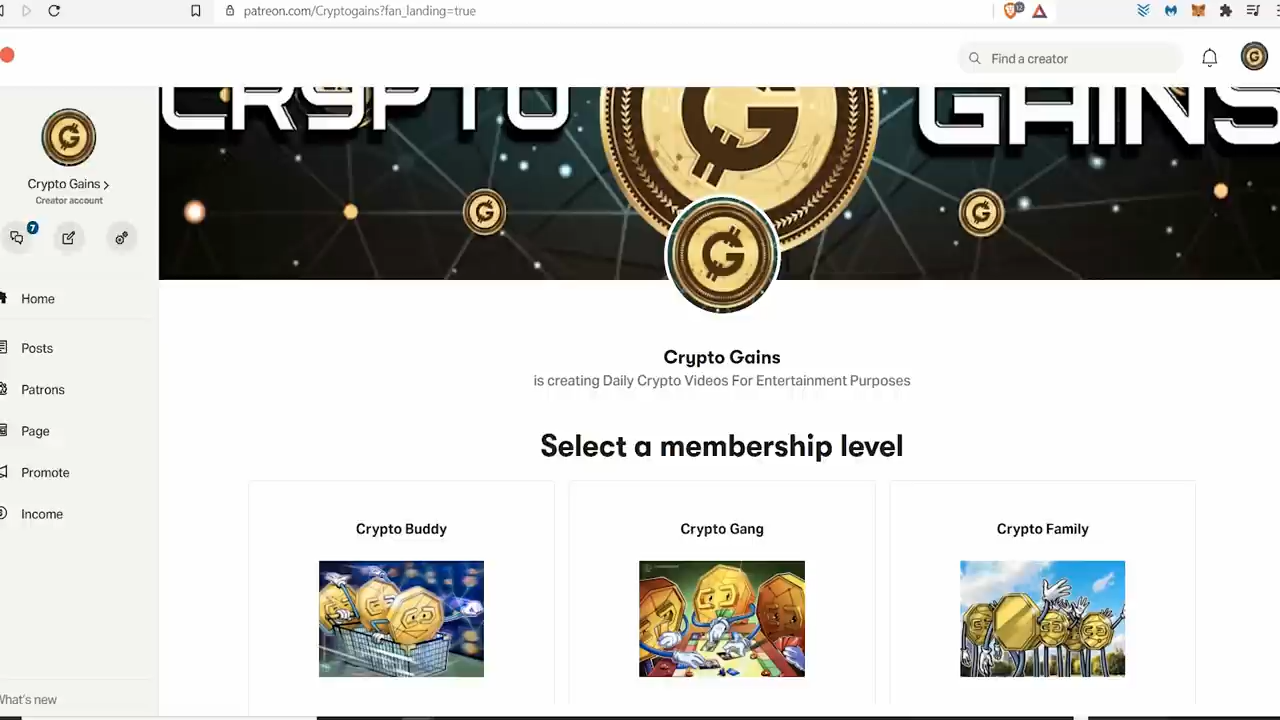 patreon.com/Cryptogains?fan_landing=true
12
Find a creator
CRYPTO GAINS
Crypto Gains
Creator account
7
Home
Posts
Patrons
Page
Promote
Income
What's new
Crypto Gains
is creating Daily Crypto Videos For Entertainment Purposes
Select a membership level
Crypto Buddy
Crypto Gang
Crypto Family